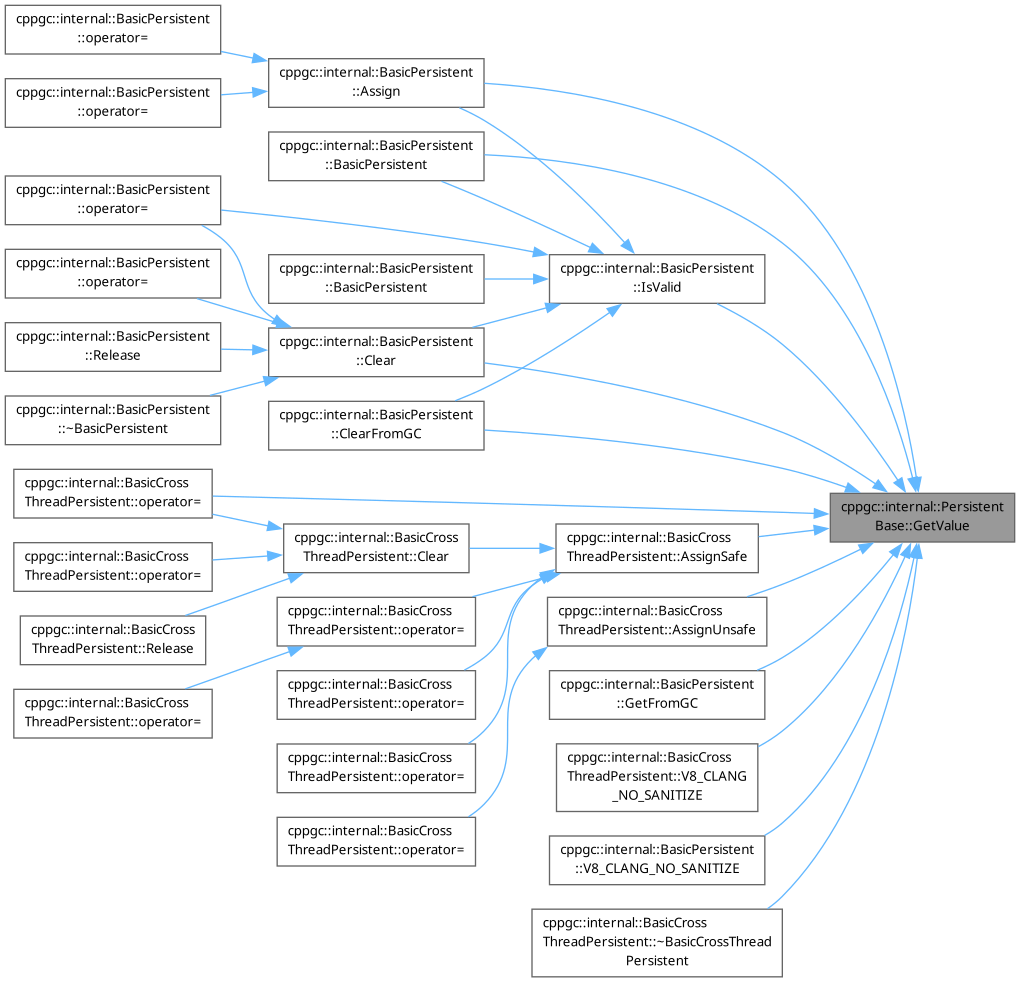 cppgc::internal::BasicPersistent
::operator=
cppgc::internal::BasicPersistent
::operator=
cppgc::internal::BasicPersistent
::operator=
cppgc::internal::BasicPersistent
::operator=
cppgc::internal::BasicPersistent
::Release
cppgc::internal::BasicPersistent
::~BasicPersistent
cppgc::internal::BasicCross
ThreadPersistent::operator=
cppgc::internal::BasicCross
ThreadPersistent::operator=
cppgc::internal::BasicCross
ThreadPersistent::Release
cppgc::internal::BasicCross
ThreadPersistent::operator=
cppgc::internal::BasicPersistent
::Assign
cppgc::internal::BasicPersistent
::BasicPersistent
cppgc::internal::BasicPersistent
::BasicPersistent
cppgc::internal::BasicPersistent
::Clear
cppgc::internal::BasicPersistent
::ClearFromGC
cppgc::internal::BasicCross
ThreadPersistent::Clear
cppgc::internal::BasicCross
ThreadPersistent::operator=
cppgc::internal::BasicCross
ThreadPersistent::operator=
cppgc::internal::BasicCross
ThreadPersistent::operator=
cppgc::internal::BasicCross
ThreadPersistent::operator=
cppgc::internal::BasicPersistent
::IsValid
cppgc::internal::BasicCross
ThreadPersistent::AssignSafe
cppgc::internal::BasicCross
ThreadPersistent::AssignUnsafe
cppgc::internal::BasicPersistent
::GetFromGC
cppgc::internal::BasicCross
ThreadPersistent::V8_CLANG
_NO_SANITIZE
cppgc::internal::BasicPersistent
::V8_CLANG_NO_SANITIZE
cppgc::internal::BasicCross
ThreadPersistent::~BasicCrossThread
Persistent
cppgc::internal::Persistent
Base::GetValue